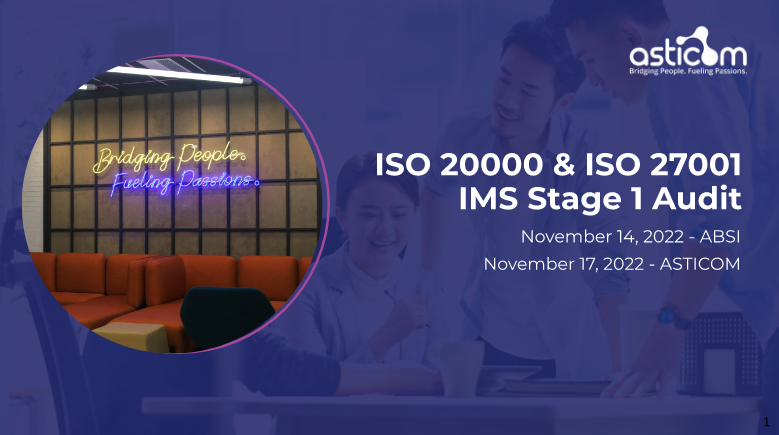 asticom
Bridging People. Fueling Passions.
Bridging People.
Fueling Passions.
ISO 20000 & ISO 27001
IMS Stage 1 Audit
November 14, 2022 - ABSI
November 17, 2022 - ASTICOM
1